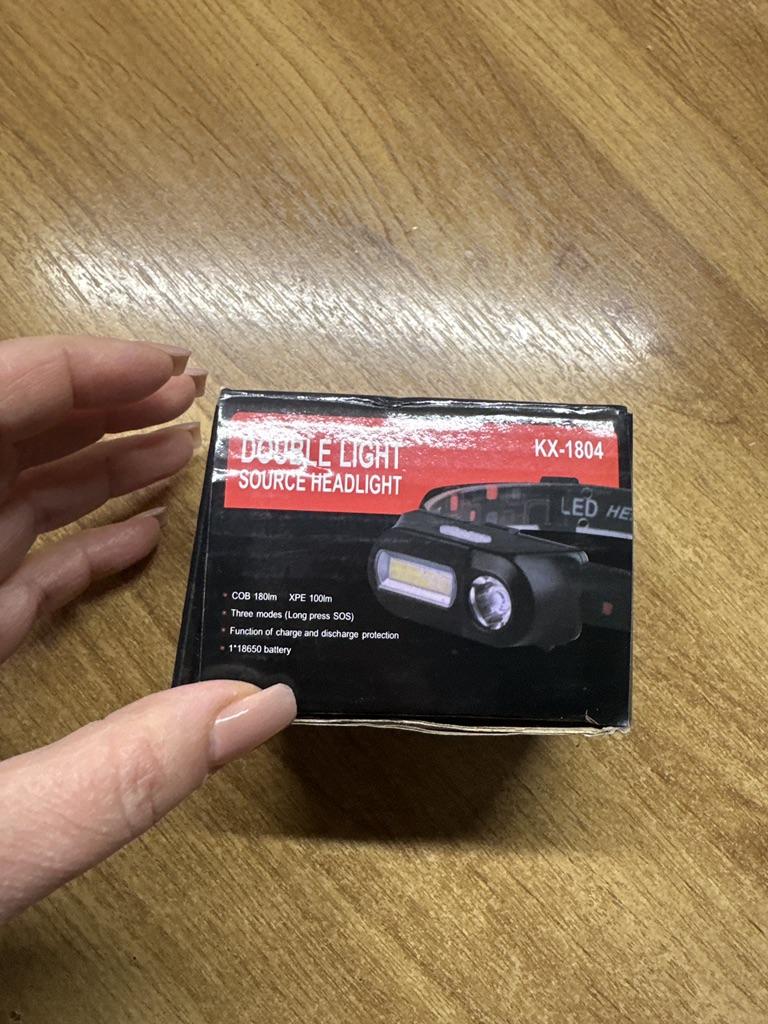 DOUBLE LIGHT
SOURCE HEADLIGHT
KX-1804
LED
COB 180lm XPE 100lm
Three modes (Long press SOS)
Function of charge and discharge protection
1*18650 battery